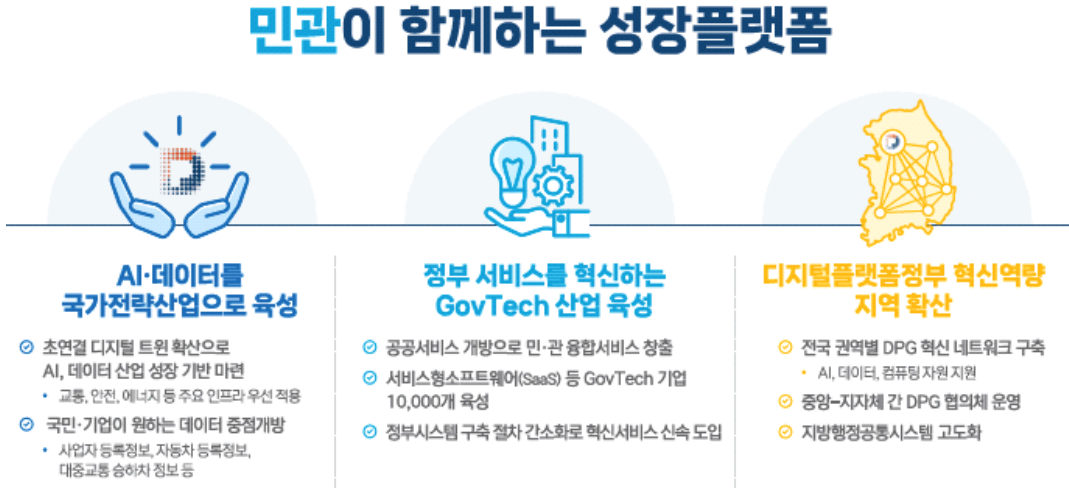 민관이 함께하는 성장플랫폼
AI·데이터를
국가전략산업으로 육성
초연결 디지털 트윈 확산으로
AI, 데이터 산업 성장 기반 마련
• 교통, 안전, 에너지 등 주요 인프라 우선 적용
국민·기업이 원하는 데이터 중점개방
• 사업자 등록정보, 자동차 등록정보,
대중교통 승하차 정보 등
정부 서비스를 혁신하는
GovTech 산업 육성
공공서비스 개방으로 민·관 융합서비스 창출
서비스형소프트웨어(SaaS) 등 GovTech 기업
10,000개 육성
정부시스템 구축 절차 간소화로 혁신서비스 신속 도입
디지털플랫폼정부 혁신역량
지역 확산
전국 권역별 DPG 혁신 네트워크 구축
• AI, 데이터, 컴퓨팅 자원 지원
중앙-지자체 간 DPG 협의체 운영
지방행정공통시스템 고도화